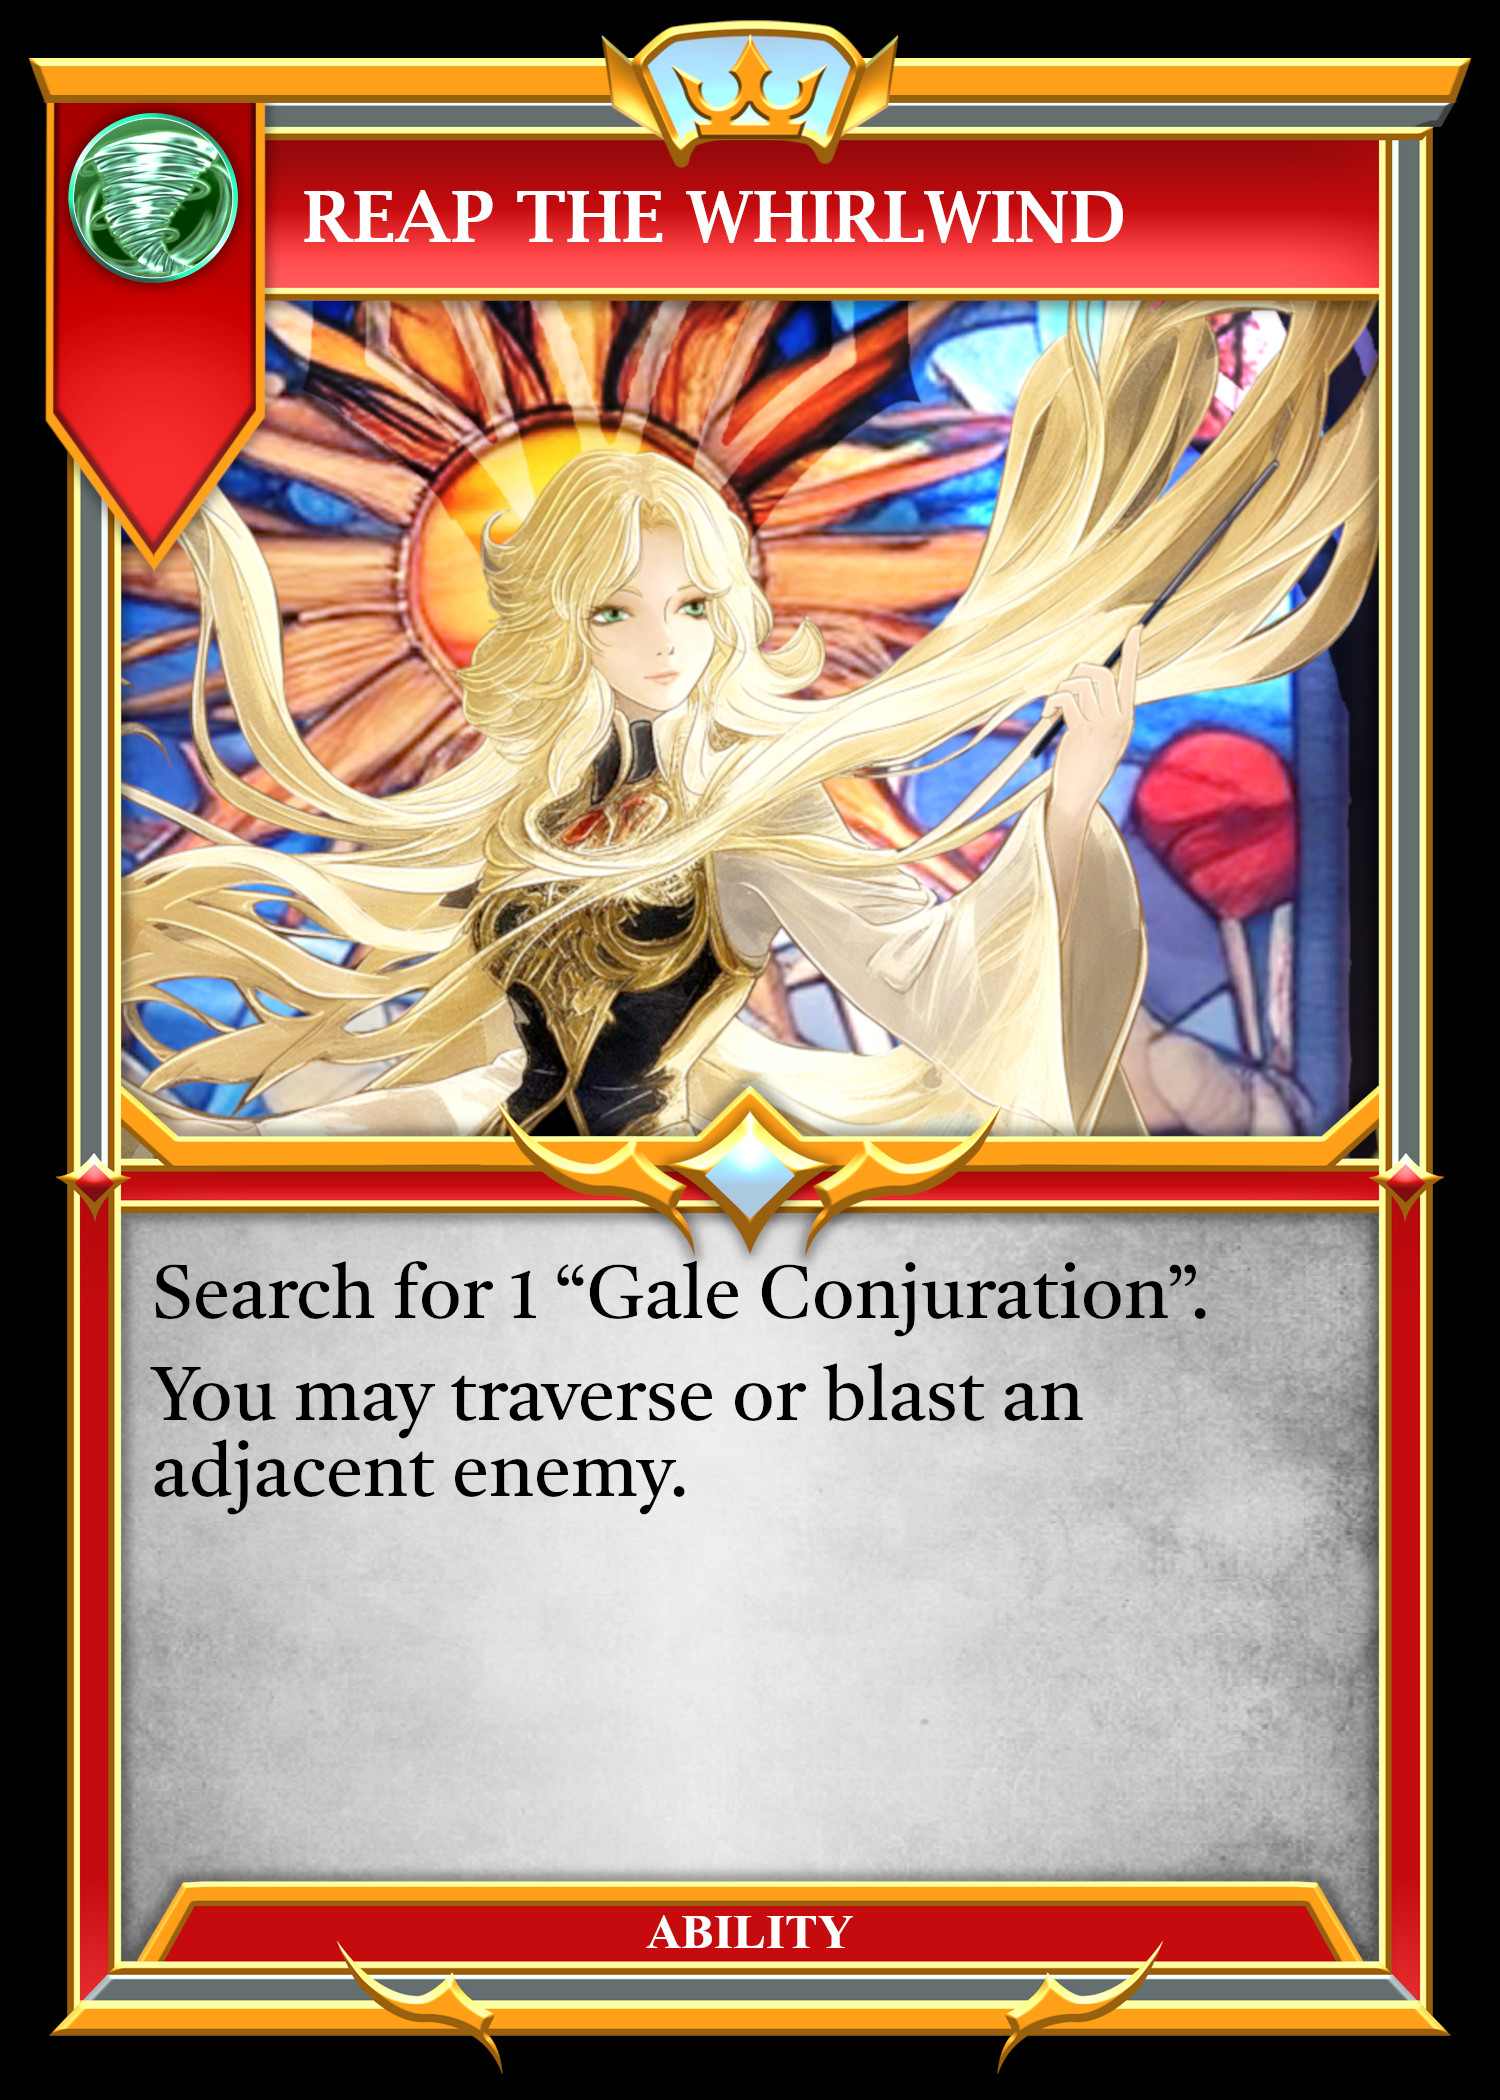 REAP THE WHIRLWIND
Search for 1 “Gale Conjuration”.
You may traverse or blast an
adjacent enemy.
ABILITY